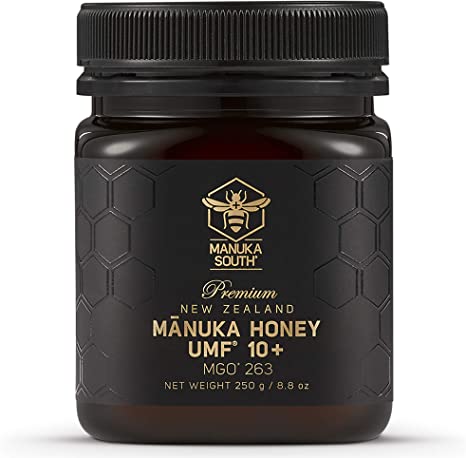 MANUKA
SOUTH®
Premium
NEW ZEALAND
MĀNUKA HONEY
UMF® 10+
MGO® 263
NET WEIGHT 250 g / 8.8 oz